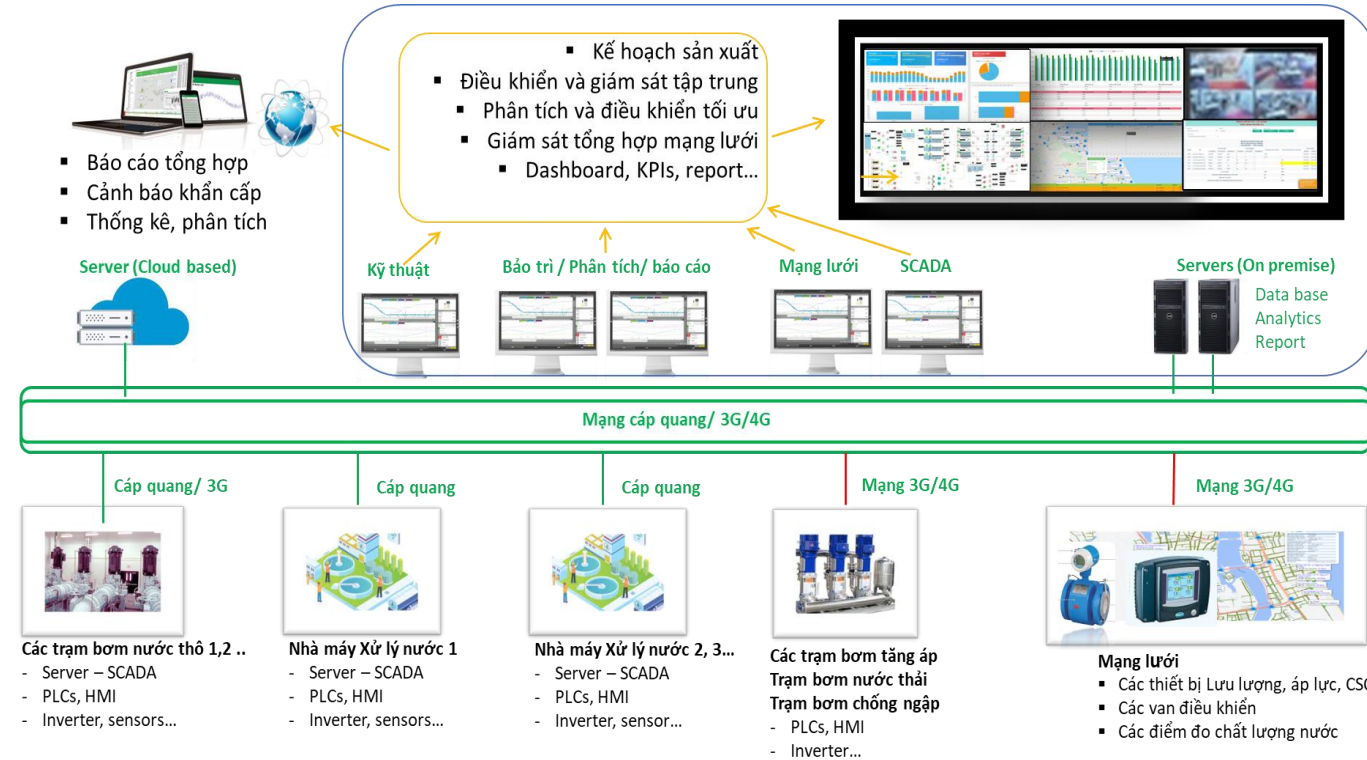 ▪ Kế hoạch sản xuất
▪ Điều khiển và giám sát tập trung
▪ Phân tích và điều khiển tối ưu
▪ Giám sát tổng hợp mạng lưới
▪ Dashboard, KPIs, report...
▪ Báo cáo tổng hợp
▪ Cảnh báo khẩn cấp
▪ Thống kê, phân tích
Server (Cloud based)
Kỹ thuật
Bảo trì / Phân tích/ báo cáo
Mạng lưới
SCADA
Servers (On premise)
Data base
Analytics
Report
Mạng cáp quang/ 3G/4G
Cáp quang/ 3G
Cáp quang
Cáp quang
Mạng 3G/4G
Mạng 3G/4G
Các trạm bơm nước thô 1,2 ..
- Server – SCADA
- PLCs, HMI
- Inverter, sensors...
Nhà máy Xử lý nước 1
- Server – SCADA
- PLCs, HMI
- Inverter, sensors...
Nhà máy Xử lý nước 2, 3...
- Server – SCADA
- PLCs, HMI
- Inverter, sensor...
Các trạm bơm tăng áp
Trạm bơm nước thải
Trạm bơm chống ngập
- PLCs, HMI
- Inverter...
Mạng lưới
▪ Các thiết bị Lưu lượng, áp lực,
▪ Các van điều khiển
▪ Các điểm đo chất lượng nước